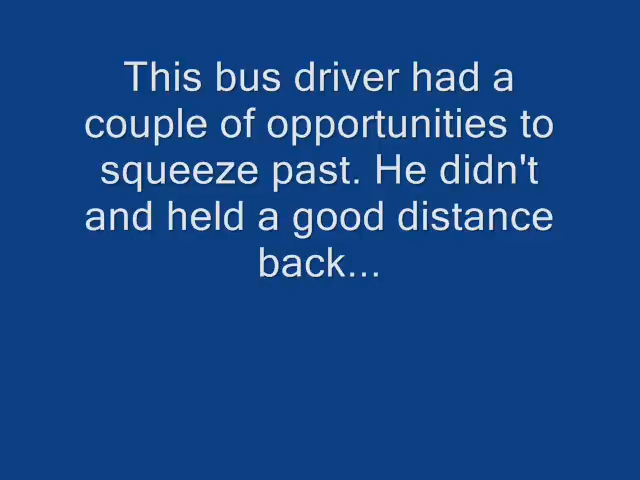 This bus driver had a
couple of opportunities to
squeeze past. He didn't
and held a good distance
back...